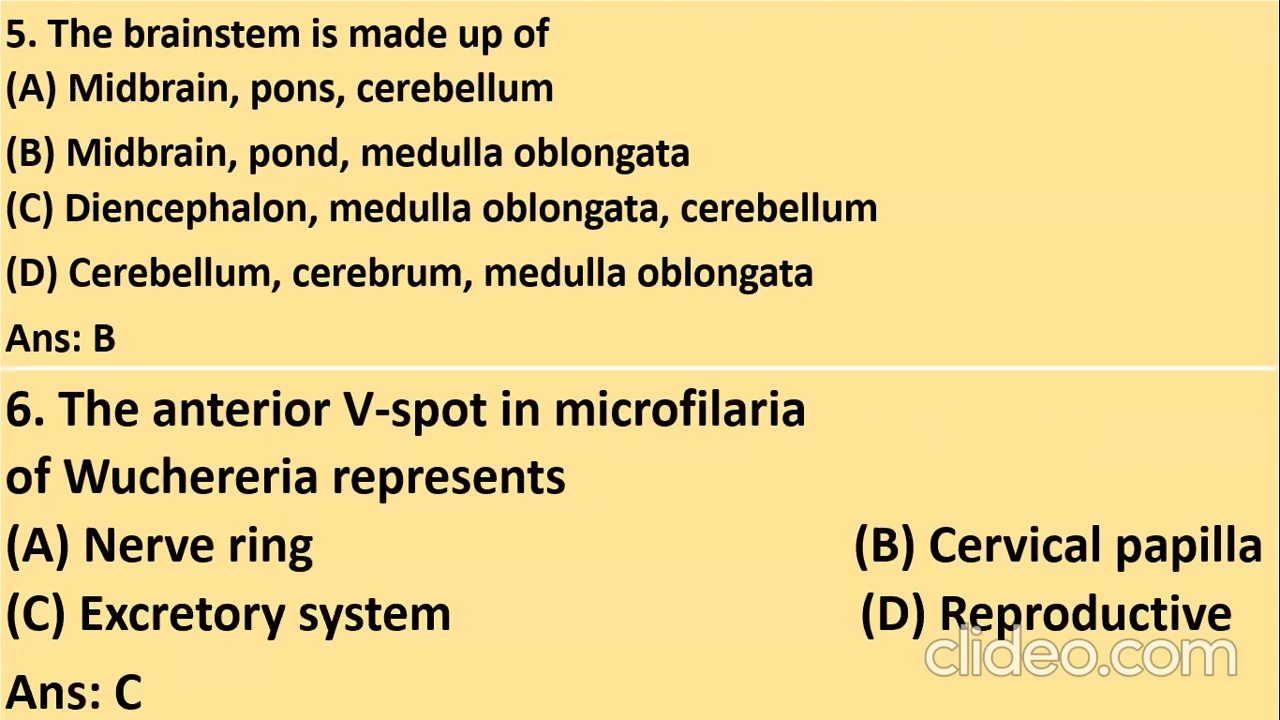 5. The brainstem is made up of
(A) Midbrain, pons, cerebellum
(B) Midbrain, pond, medulla oblongata
(C) Diencephalon, medulla oblongata, cerebellum
(D) Cerebellum, cerebrum, medulla oblongata
Ans: B
6. The anterior V-spot in microfilaria
of Wuchereria represents
(A) Nerve ring (B) Cervical papilla
(C) Excretory system (D) Reproductive
clideo.com
Ans: C